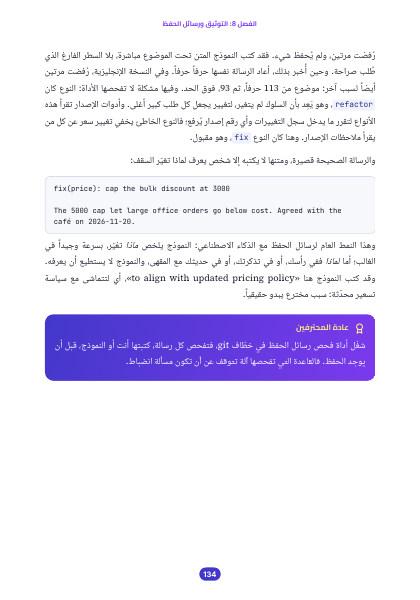 الفصل 8: التوثيق ورسائل الحفظ
رُفضت مرتين، ولم يُحفظ شيء. فقد كتب النموذج المتن تحت الموضوع مباشرة، بلا السطر الفارغ الذي
طُلب صراحة. وحين أُخبر بذلك، أعاد الرسالة نفسها حرفاً حرفاً. وفي النسخة الإنجليزية، رُفضت مرتين
أيضاً لسبب آخر: موضوع من 113 حرفاً، ثم 93، فوق الحد. وفيها مشكلة لا تفحصها الأداة: النوع كان
refactor، وهو يَعِد بأن السلوك لم يتغير، لتغيير يجعل كل طلب كبير أغلى. وأدوات الإصدار تقرأ هذه
الأنواع لتقرر ما يدخل سجل التغييرات وأي رقم إصدار يُرفع؛ فالنوع الخاطئ يخفي تغيير سعر عن كل من
يقرأ ملاحظات الإصدار. وهنا كان النوع fix، وهو مقبول.
والرسالة الصحيحة قصيرة، ومتنها لا يكتبه إلا شخص يعرف لماذا تغيّر السقف:
fix(price): cap the bulk discount at 3000
The 5000 cap let large office orders go below cost. Agreed with the
café on 2026-11-20.
وهذا النمط العام لرسائل الحفظ مع الذكاء الاصطناعي: النموذج يلخص ماذا تغيّر، بسرعة وجيداً في
الغالب؛ أما لماذا ففي رأسك، أو في تذكرتك، أو في حديثك مع المقهى، والنموذج لا يستطيع أن يعرفه.
وقد كتب النموذج هنا «to align with updated pricing policy»، أي لتتماشى مع سياسة
تسعير محدّثة: سبب مخترع يبدو حقيقياً.
عادة المحترفين
شغّل أداة فحص رسائل الحفظ في خطّاف git، فتفحص كل رسالة، كتبتها أنت أو النموذج، قبل أن
يوجد الحفظ. فالقاعدة التي تفحصها آلة تتوقف عن أن تكون مسألة انضباط.
134